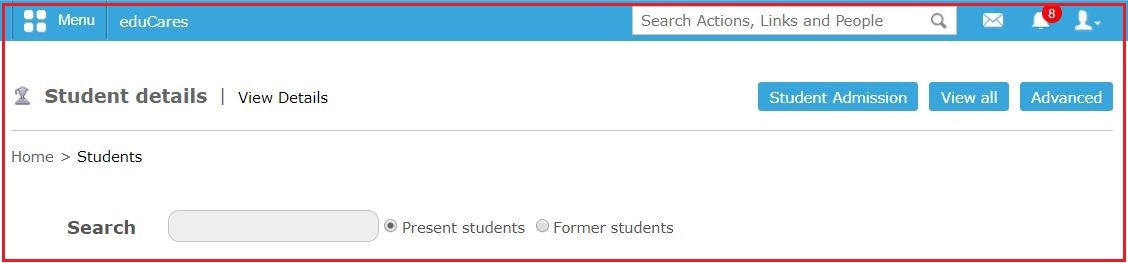 Menu eduCares Search Actions, Links and People 8
Student details | View Details Student Admission View all Advanced
Home > Students
Search Present students Former students